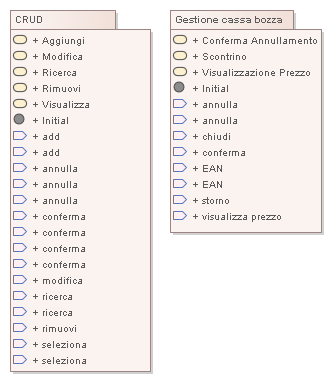 CRUD
+ Aggiungi
+ Modifica
+ Ricerca
+ Rimuovi
+ Visualizza
+ Initial
+ add
+ add
+ annulla
+ annulla
+ annulla
+ conferma
+ conferma
+ conferma
+ conferma
+ modifica
+ ricerca
+ ricerca
+ rimuovi
+ seleziona
+ seleziona
Gestione cassa bozza
+ Conferma Annullamento
+ Scontrino
+ Visualizzazione Prezzo
+ Initial
+ annulla
+ annulla
+ chiudi
+ conferma
+ EAN
+ EAN
+ storno
+ visualizza prezzo